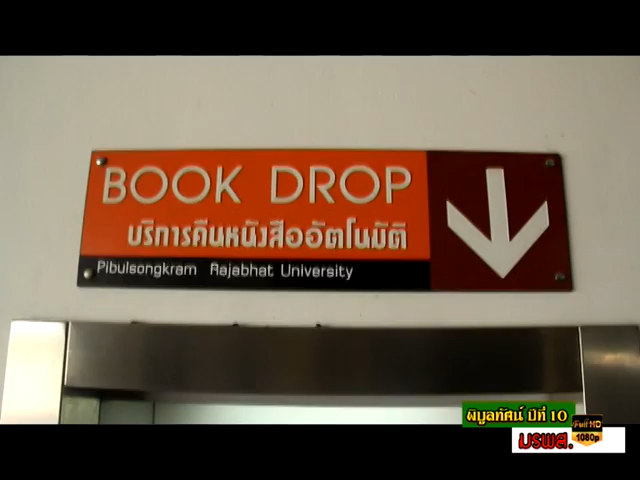 BOOK DROP
บริการคืนหนังสืออัตโนมัติ
Pibulsongkram Rajabhat University
พิบูลทัศน์ ปีที่ 10
มรพส.
Full HD
1080p